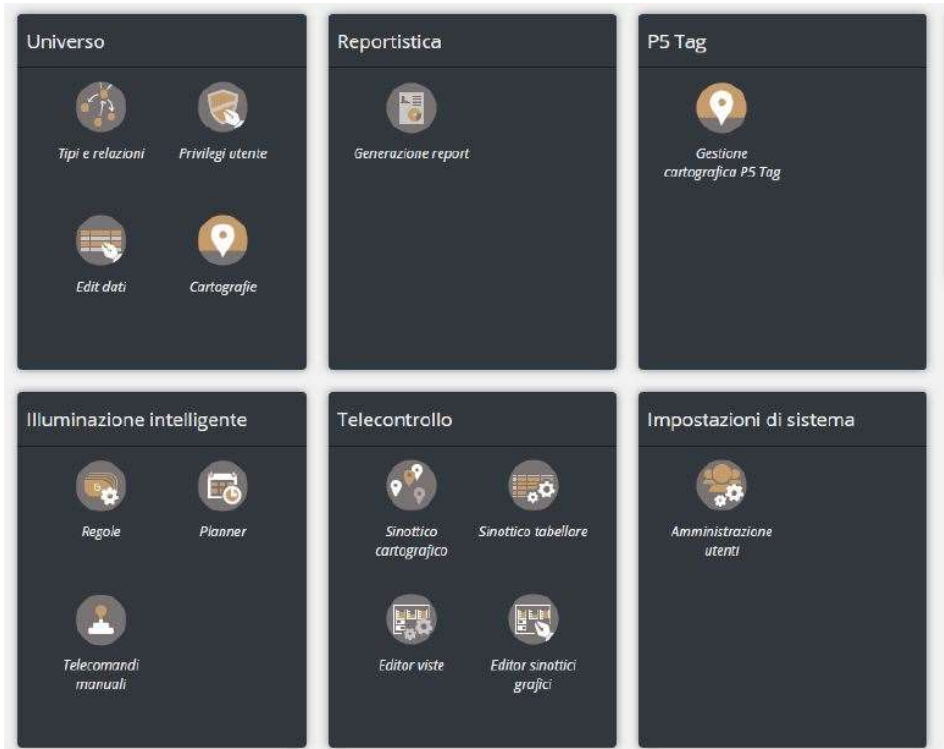 Universo
Tipi e relazioni
Privilegi utente
Edit dati
Cartografie
Reportistica
Generazione report
P5 Tag
Gestione
cartografica P5 Tag
Illuminazione intelligente
Regole
Planner
Telecomandi
manuali
Telecontrollo
Sinottico
cartografico
Sinottico tabellare
Editor viste
Editor sinottici
grafici
Impostazioni di sistema
Amministrazione
utenti